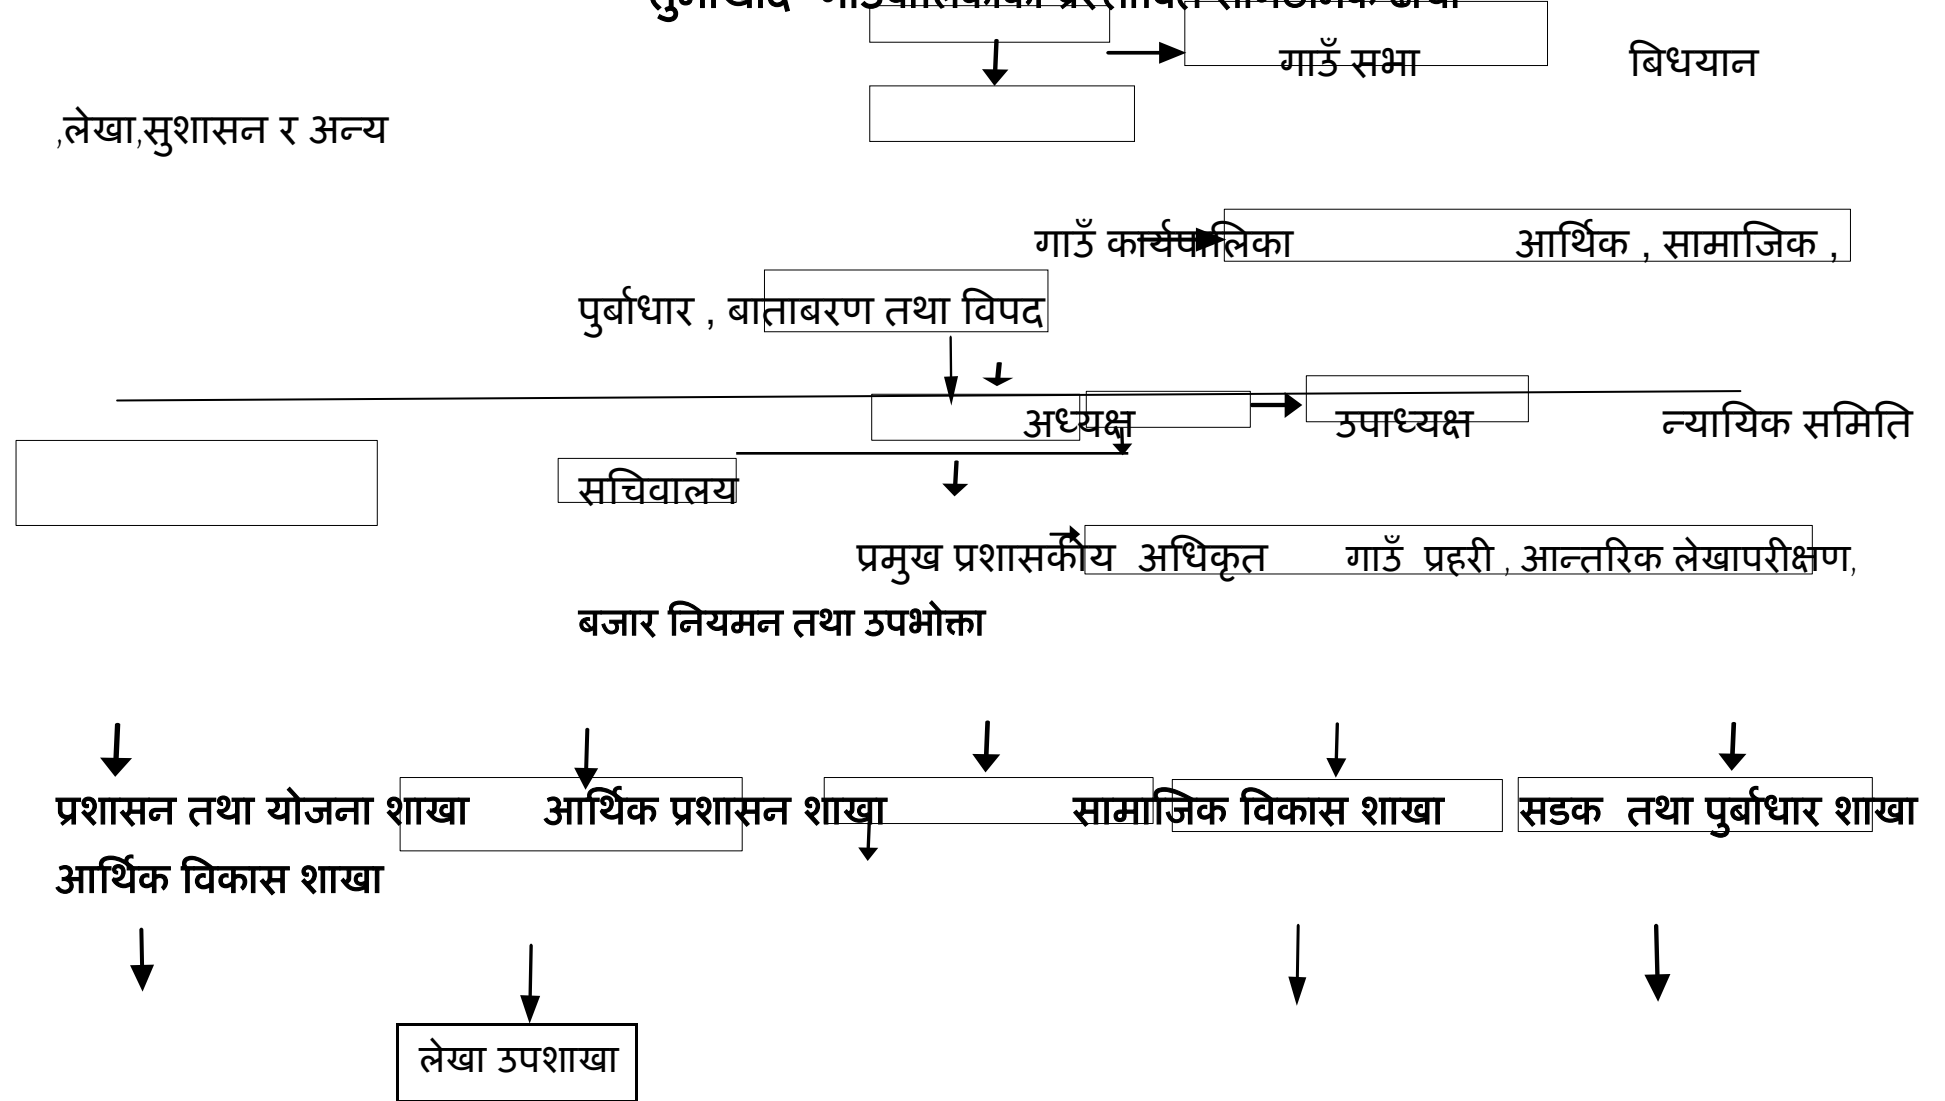 गाउँ सभा बिधयान
,लेखा,सुशासन र अन्य
गाउँ कार्यपालिका आर्थिक , सामाजिक ,
पुर्बाधार , बाताबरण तथा विपद
अध्यक्ष उपाध्यक्ष न्यायिक समिति
सचिवालय
प्रमुख प्रशासकीय अधिकृत गाउँ प्रहरी , आन्तरिक लेखापरीक्षण,
बजार नियमन तथा उपभोक्ता
प्रशासन तथा योजना शाखा आर्थिक प्रशासन शाखा सामाजिक विकास शाखा सडक तथा पुर्बाधार शाखा
आर्थिक विकास शाखा
लेखा उपशाखा